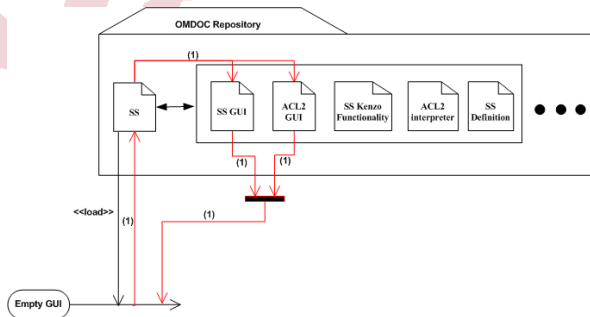 OMDOC Repository
(1)
SS
SS GUI
ACL2
GUI
SS Kenzo
Functionality
ACL2
interpreter
SS
Definition
(1)
(1)
<<load>>
(1)
(1)
Empty GUI